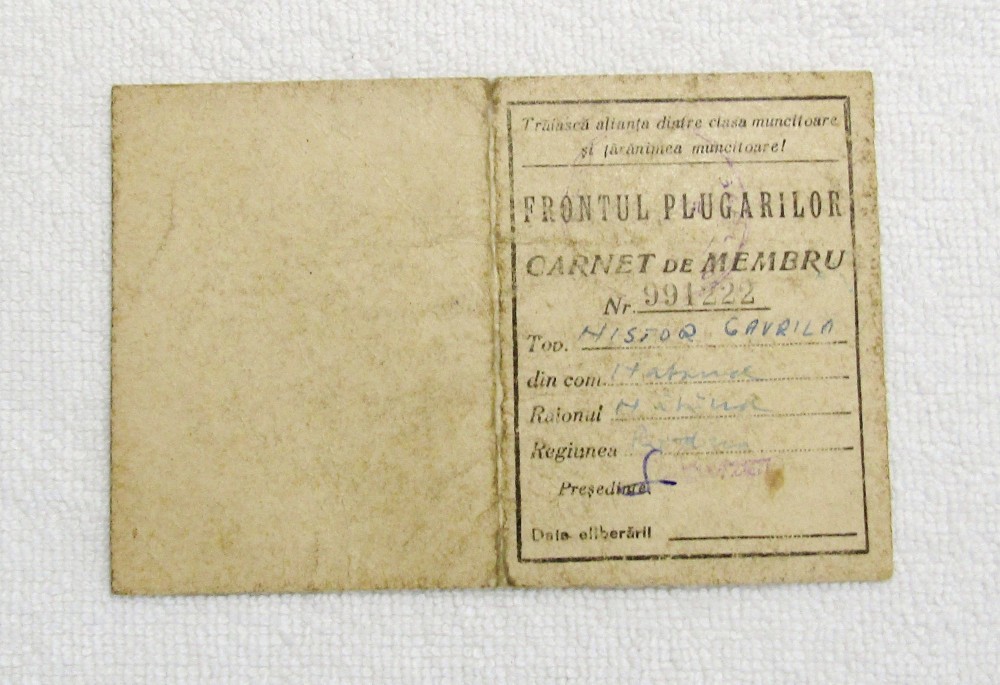 Trăiască alianța dintre clasa muncitoare
și țărănimea muncitoare!
FRONTUL PLUGARILOR
CARNET DE MEMBRU
Nr. 991222
Tov. NISTOR GAVRILA
din com.
Raionul
Regiunea
Președinte,
Data eliberării